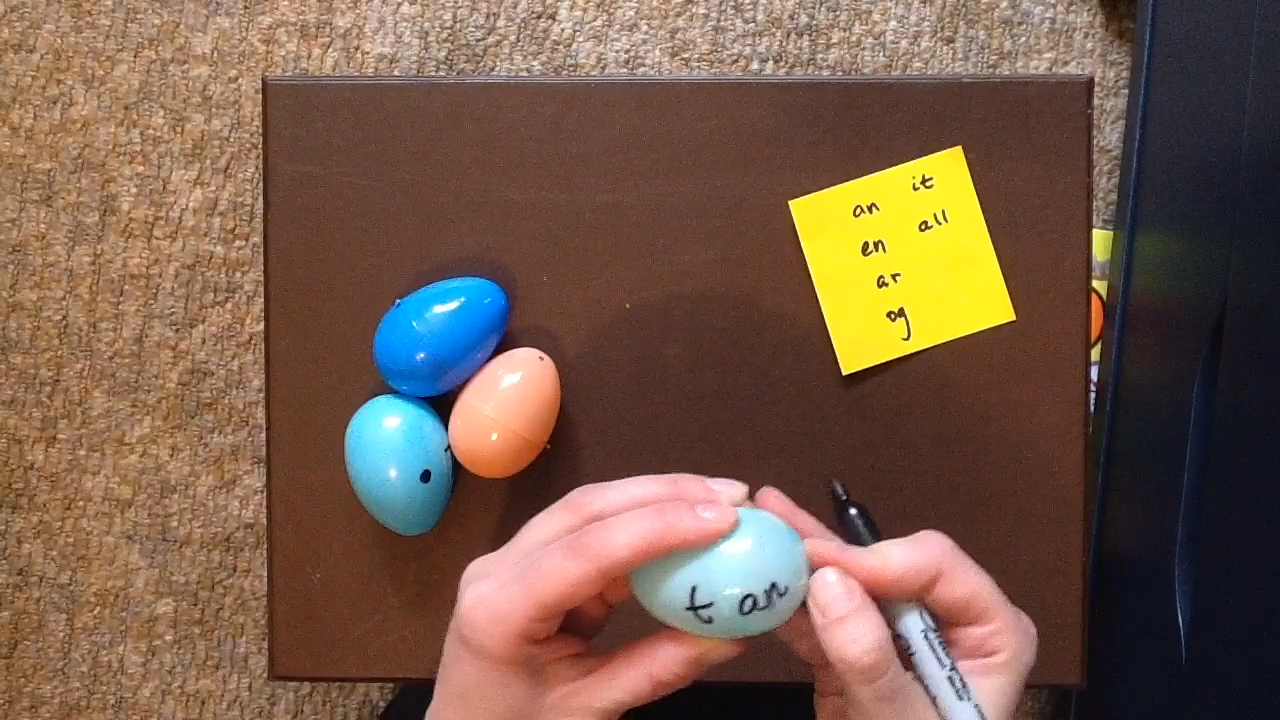 an it
en all
ar
og
t an